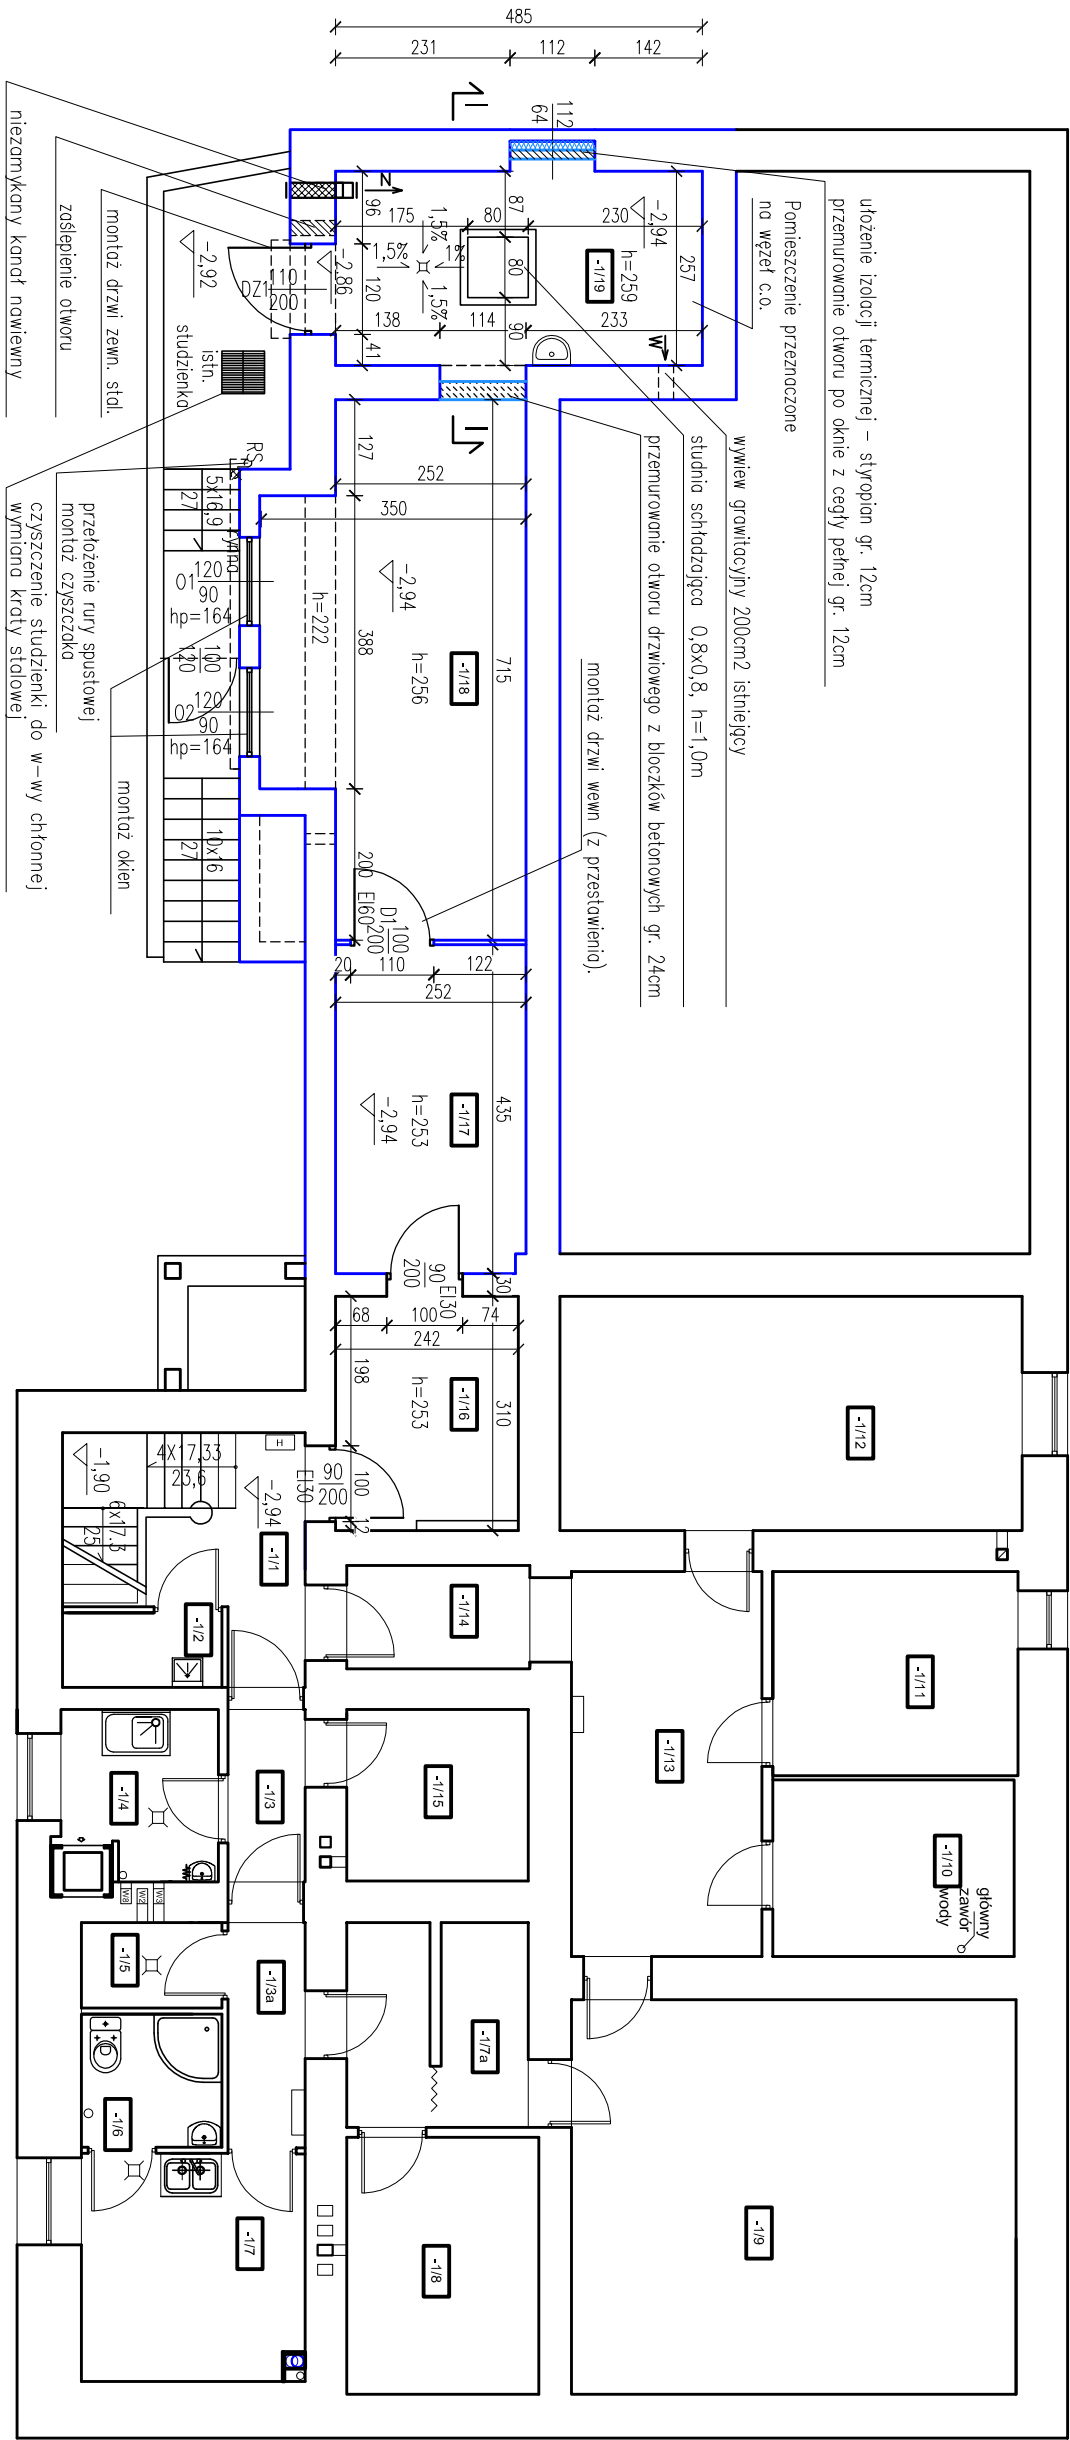 485
231
112
142
112
64
ułożenie izolacji termicznej – styropian gr. 12cm
przemurowanie otworu po oknie z cegły pełnej gr. 12cm
Pomieszczenie przeznaczone
na węzeł c.o.
wywiew grawitacyjny 200cm2 istniejący
studnia schładzająca 0,8x0,8, h=1,0m
przemurowanie otworu drzwiowego z bloczków betonowych gr. 24cm
montaż drzwi wewn (z przestawienia).
niezamykany kanał nawiewny
zaślepienie otworu
montaż drzwi zewn. stal.
istn.
studzienka
przełożenie rury spustowej
montaż czyszczaka
czyszczenie studzienki do w–wy chłonnej
wymiana kraty stalowej
montaż okien
I
I
N
W
96
175
1,5%
80
87
230
-2,94
257
h=259
-1/19
1,5%
1%
80
1,5%
120
138
114
90
233
41
-2,92
-2,86
DZ1
110
200
RS
rynna
5x16,9
27
O1
120
90
hp=164
100
120
O2
120
90
hp=164
10x16
27
127
252
350
-2,94
h=222
388
h=256
-1/18
715
200
D1
100
200
EI60
20
110
122
252
-1/17
435
h=253
-2,94
90
200
EI30
30
68
100
74
242
198
h=253
-1/16
310
90
200
EI30
100
12
H
-1,90
4X17,33
23,6
-2,94
6x17.3
25
-1/1
-1/2
-1/12
-1/14
-1/11
-1/13
-1/15
-1/3
-1/4
-1/10
główny
zawór
wody
W8
W2
W3
-1/5
-1/3a
-1/7a
-1/6
-1/7
-1/8
-1/9